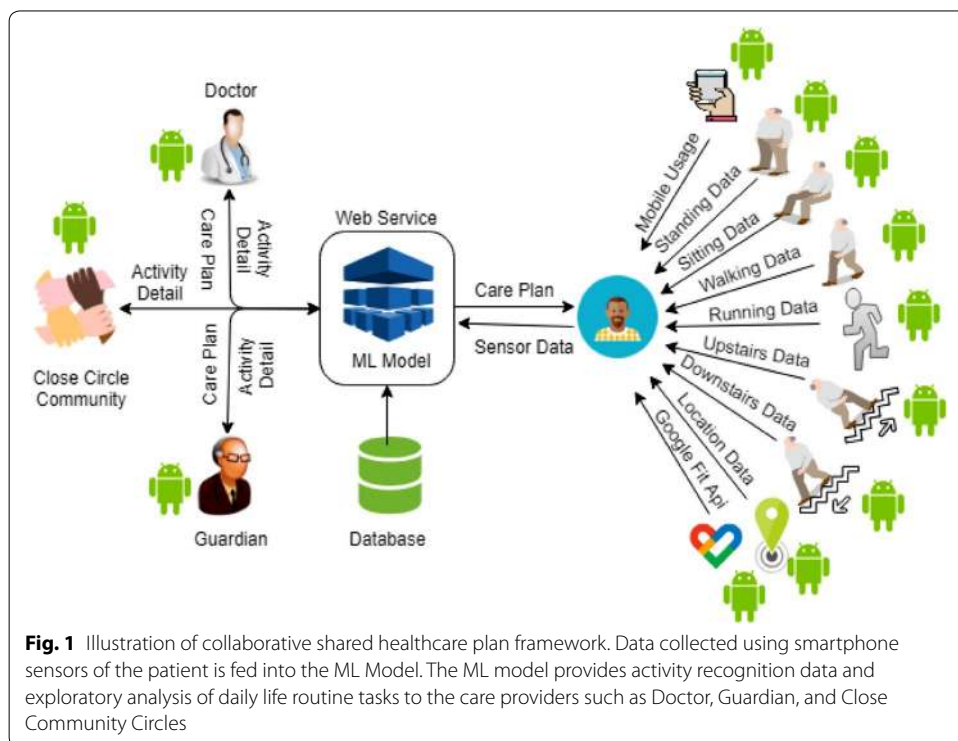 Doctor
Care Plan
Activity
Detail
Web Service
Activity
Detail
ML Model
Care Plan
Sensor Data
Close Circle
Community
Care Plan
Activity
Detail
Guardian
Database
Mobile Usage
Standing Data
Sitting Data
Walking Data
Running Data
Upstairs Data
Downstairs Data
Location Data
Google Fit Api
Fig. 1 Illustration of collaborative shared healthcare plan framework. Data collected using smartphone
sensors of the patient is fed into the ML Model. The ML model provides activity recognition data and
exploratory analysis of daily life routine tasks to the care providers such as Doctor, Guardian, and Close
Community Circles